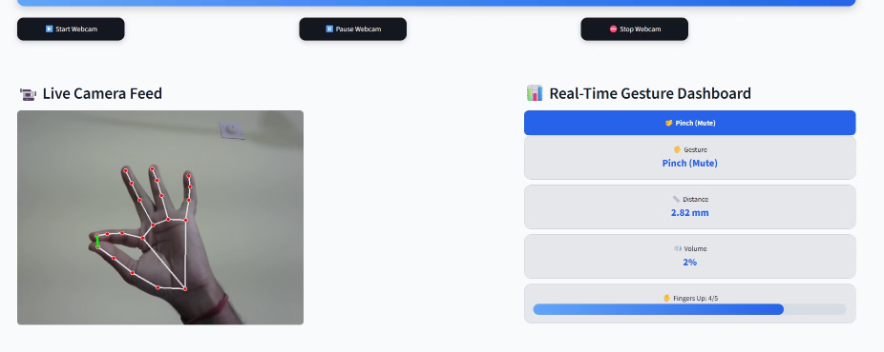 Start Webcam
Pause Webcam
Stop Webcam
Live Camera Feed
Real-Time Gesture Dashboard
Pinch (Mute)
Gesture
Pinch (Mute)
Distance
2.82 mm
Volume
2%
Fingers Up: 4/5